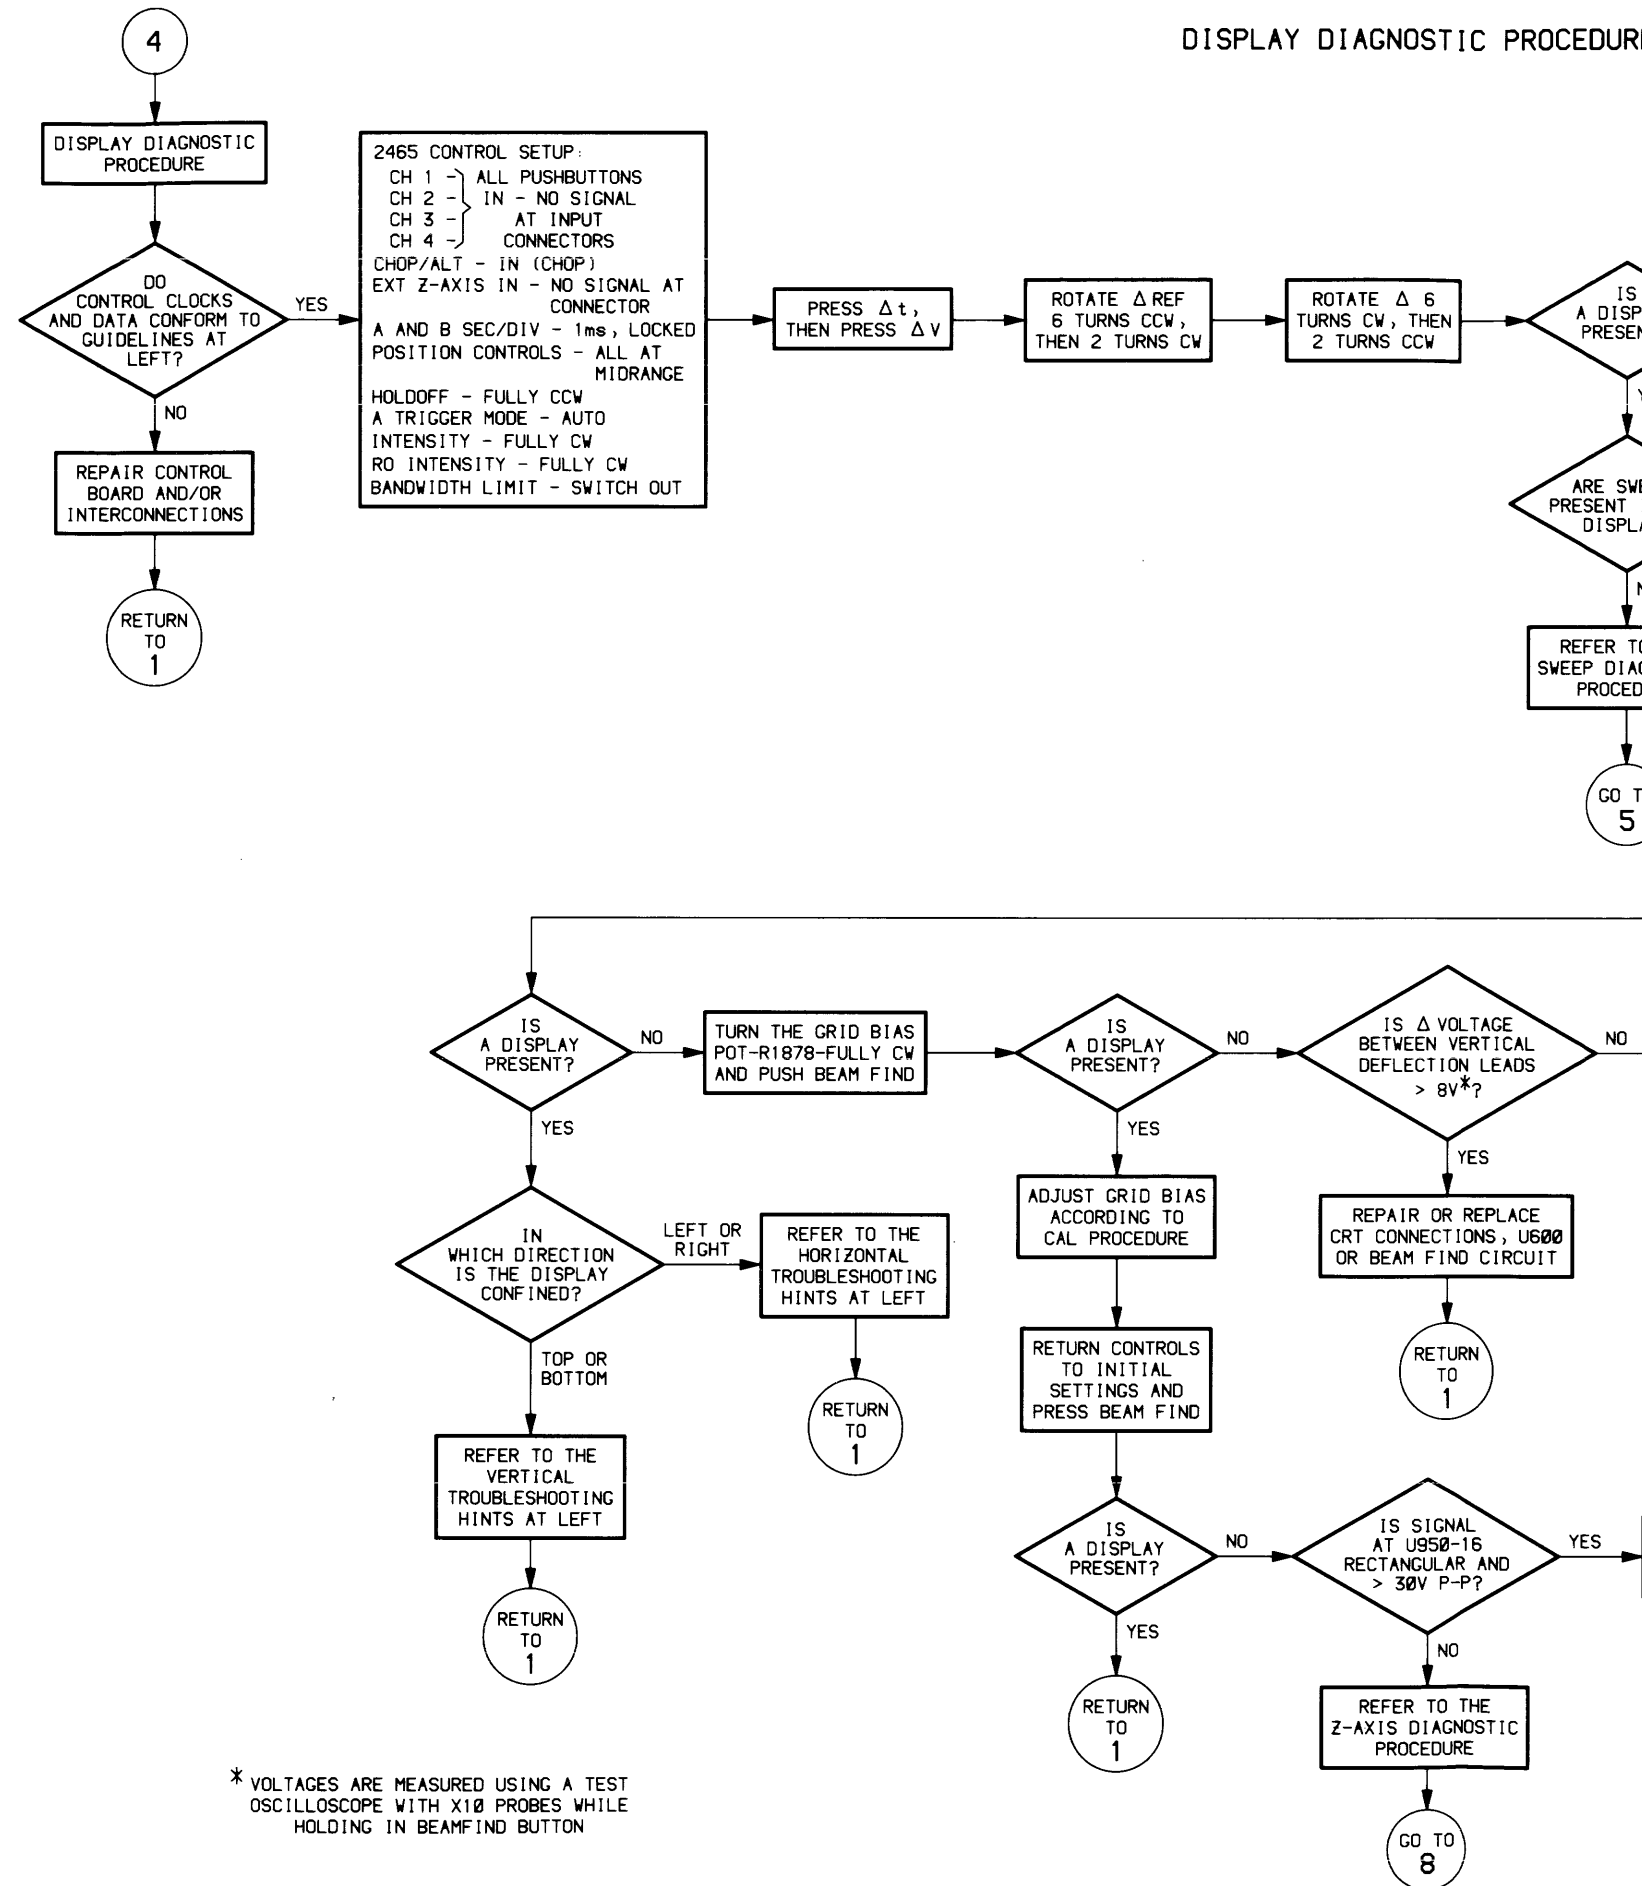 DISPLAY DIAGNOSTIC
4
DISPLAY DIAGNOSTIC
PROCEDURE
DO
CONTROL CLOCKS
AND DATA CONFORM TO
GUIDELINES AT
LEFT?
YES
NO
REPAIR CONTROL
BOARD AND/OR
INTERCONNECTIONS
RETURN
TO
1
2465 CONTROL SETUP:
CH 1 - ALL PUSHBUTTONS
CH 2 - IN - NO SIGNAL
CH 3 - AT INPUT
CH 4 - CONNECTORS
CHOP/ALT - IN (CHOP)
EXT Z-AXIS IN - NO SIGNAL AT
CONNECTOR
A AND B SEC/DIV - 1ms, LOCKED
POSITION CONTROLS - ALL AT
MIDRANGE
HOLDOFF - FULLY CCW
A TRIGGER MODE - AUTO
INTENSITY - FULLY CW
RO INTENSITY - FULLY CW
BANDWIDTH LIMIT - SWITCH OUT
PRESS Δt,
THEN PRESS ΔV
ROTATE Δ REF
6 TURNS CCW,
THEN 2 TURNS CW
ROTATE Δ 6
TURNS CW, THEN
2 TURNS CCW
IS
A
ARE
PRESENT
REFER
SWEEP
GO
5
IS
A DISPLAY
PRESENT?
NO
YES
TURN THE GRID BIAS
POT-R1878-FULLY CW
AND PUSH BEAM FIND
IS
A DISPLAY
PRESENT?
NO
YES
IS Δ VOLTAGE
BETWEEN VERTICAL
DEFLECTION LEADS
> 8V*?
NO
YES
IN
WHICH DIRECTION
IS THE DISPLAY
CONFINED?
LEFT OR
RIGHT
REFER TO THE
HORIZONTAL
TROUBLESHOOTING
HINTS AT LEFT
RETURN
TO
1
TOP OR
BOTTOM
REFER TO THE
VERTICAL
TROUBLESHOOTING
HINTS AT LEFT
RETURN
TO
1
ADJUST GRID BIAS
ACCORDING TO
CAL PROCEDURE
RETURN CONTROLS
TO INITIAL
SETTINGS AND
PRESS BEAM FIND
REPAIR OR REPLACE
CRT CONNECTIONS, U600
OR BEAM FIND CIRCUIT
RETURN
TO
1
IS
A DISPLAY
PRESENT?
NO
YES
RETURN
TO
1
IS SIGNAL
AT U950-16
RECTANGULAR AND
> 30V P-P?
YES
NO
REFER TO THE
Z-AXIS DIAGNOSTIC
PROCEDURE
GO TO
8
* VOLTAGES ARE MEASURED USING A TEST
OSCILLOSCOPE WITH X10 PROBES WHILE
HOLDING IN BEAMFIND BUTTON